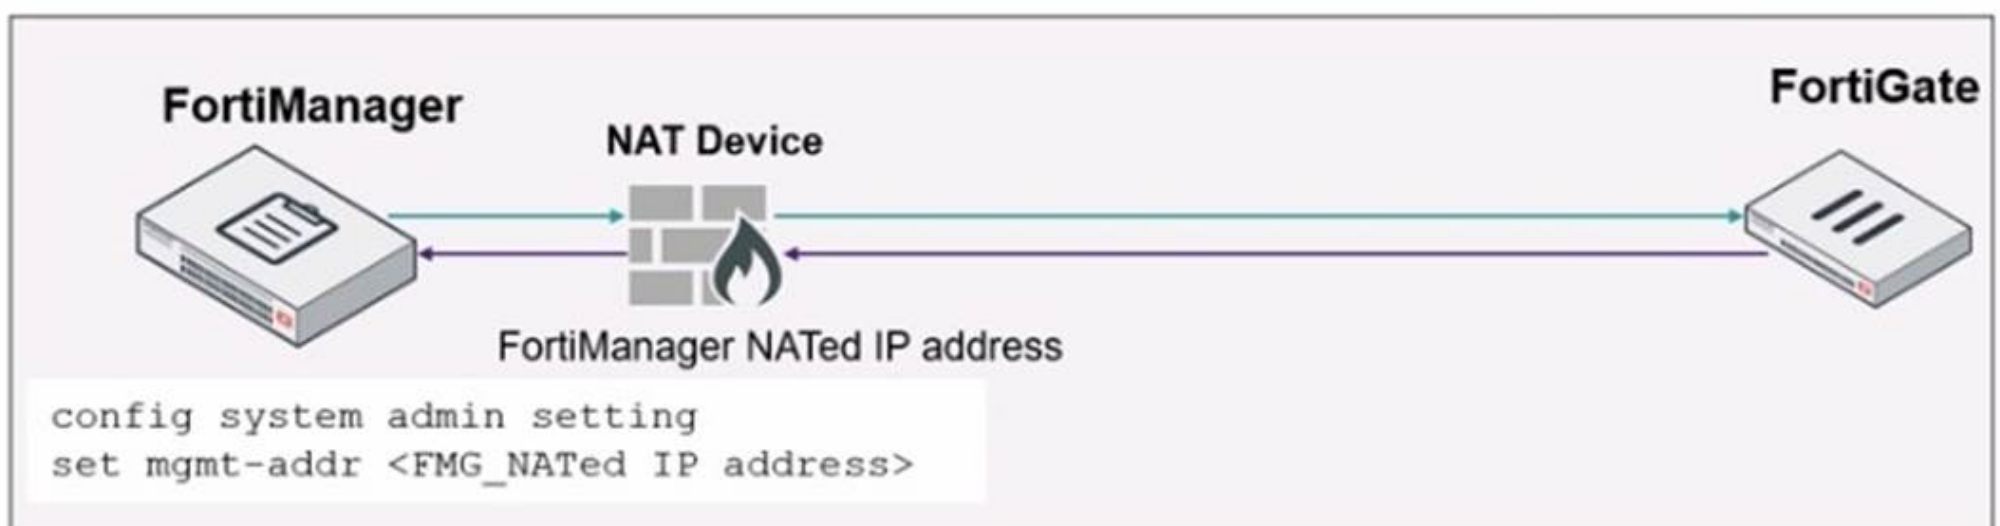 FortiManager
FortiGate
NAT Device
FortiManager NATed IP address
config system admin setting
set mgmt-addr <FMG_NATed IP address>